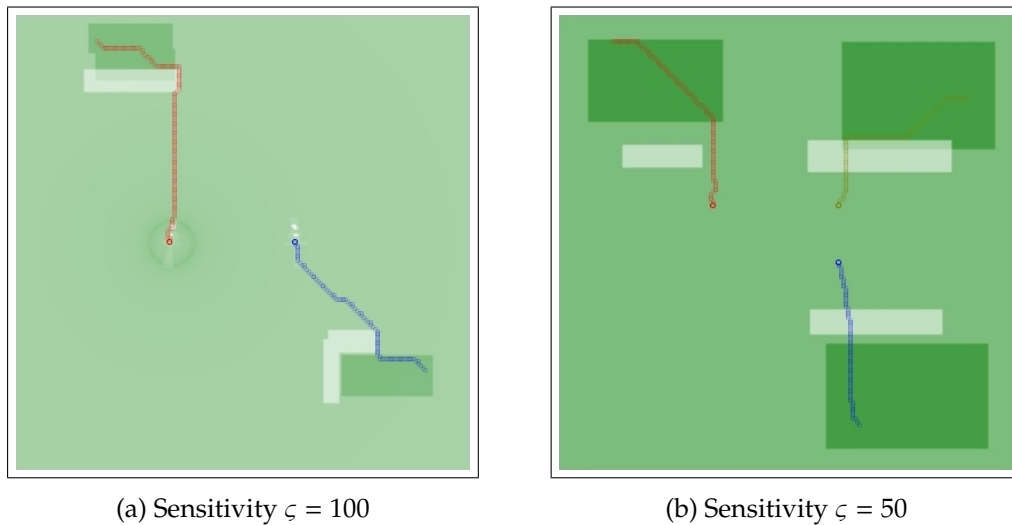 (a) Sensitivity ς = 100
(b) Sensitivity ς = 50